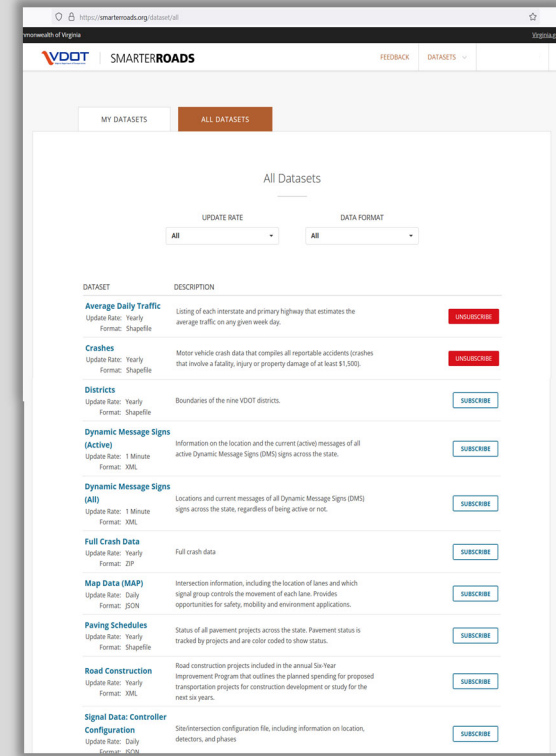 https://smarterroads.org/dataset/all
mmonwealth of Virginia
Virginia.g
VDOT
SMARTERROADS
FEEDBACK
DATASETS
MY DATASETS
ALL DATASETS
All Datasets
UPDATE RATE
DATA FORMAT
All
All
DATASET
DESCRIPTION
Average Daily Traffic
Update Rate: Yearly
Format: Shapefile
Listing of each interstate and primary highway that estimates the
average traffic on any given week day.
UNSUBSCRIBE
Crashes
Update Rate: Yearly
Format: Shapefile
Motor vehicle crash data that compiles all reportable accidents (crashes
that involve a fatality, injury or property damage of at least $1,500).
UNSUBSCRIBE
Districts
Update Rate: Yearly
Format: Shapefile
Boundaries of the nine VDOT districts.
SUBSCRIBE
Dynamic Message Signs
(Active)
Update Rate: 1 Minute
Format: XML
Information on the location and the current (active) messages of all
active Dynamic Message Signs (DMS) signs across the state.
SUBSCRIBE
Dynamic Message Signs
(All)
Update Rate: 1 Minute
Format: XML
Locations and current messages of all Dynamic Message Signs (DMS)
signs across the state, regardless of being active or not.
SUBSCRIBE
Full Crash Data
Update Rate: Yearly
Format: ZIP
Full crash data
SUBSCRIBE
Map Data (MAP)
Update Rate: Daily
Format: JSON
Intersection information, including the location of lanes and which
signal group controls the movement of each lane. Provides
opportunities for safety, mobility and environment applications.
SUBSCRIBE
Paving Schedules
Update Rate: Yearly
Format: Shapefile
Status of all pavement projects across the state. Pavement status is
tracked by projects and are color coded to show status.
SUBSCRIBE
Road Construction
Update Rate: Yearly
Format: XML
Road construction projects included in the annual Six-Year
Improvement Program that outlines the planned spending for proposed
transportation projects for construction development or study for the
next six years.
SUBSCRIBE
Signal Data: Controller
Configuration
Update Rate: Daily
Format: JSON
Site/intersection configuration file, including information on location,
detectors, and phases
SUBSCRIBE